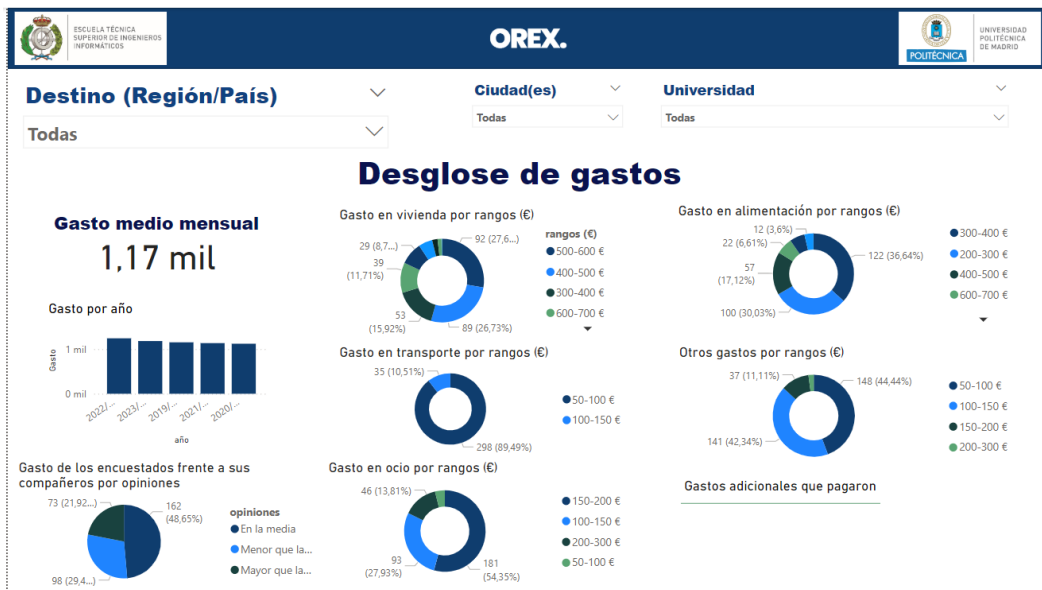 ESCUELA TÉCNICA
SUPERIOR DE INGENIEROS
INFORMÁTICOS
OREX.
POLITÉCNICA
UNIVERSIDAD
POLITÉCNICA
DE MADRID
Destino (Región/País)
Todas
Ciudad(es)
Todas
Universidad
Todas
Desglose de gastos
Gasto medio mensual
1,17 mil
Gasto por año
Gasto
1 mil
0 mil
2022/...
2023/...
2019/...
2021/...
2020/...
año
Gasto de los encuestados frente a sus
compañeros por opiniones
73 (21,92...)
162
(48,65%)
98 (29,4...)
opiniones
En la media
Menor que la...
Mayor que la...
Gasto en vivienda por rangos (€)
29 (8,7...)
39
(11,71%)
53
(15,92%)
92 (27,6...)
89 (26,73%)
rangos (€)
500-600 €
400-500 €
300-400 €
600-700 €
Gasto en transporte por rangos (€)
35 (10,51%)
298 (89,49%)
50-100 €
100-150 €
Gasto en ocio por rangos (€)
46 (13,81%)
93
(27,93%)
181
(54,35%)
150-200 €
100-150 €
200-300 €
50-100 €
Gasto en alimentación por rangos (€)
12 (3,6%)
22 (6,61%)
57
(17,12%)
100 (30,03%)
122 (36,64%)
300-400 €
200-300 €
400-500 €
600-700 €
Otros gastos por rangos (€)
37 (11,11%)
148 (44,44%)
141 (42,34%)
50-100 €
100-150 €
150-200 €
200-300 €
Gastos adicionales que pagaron